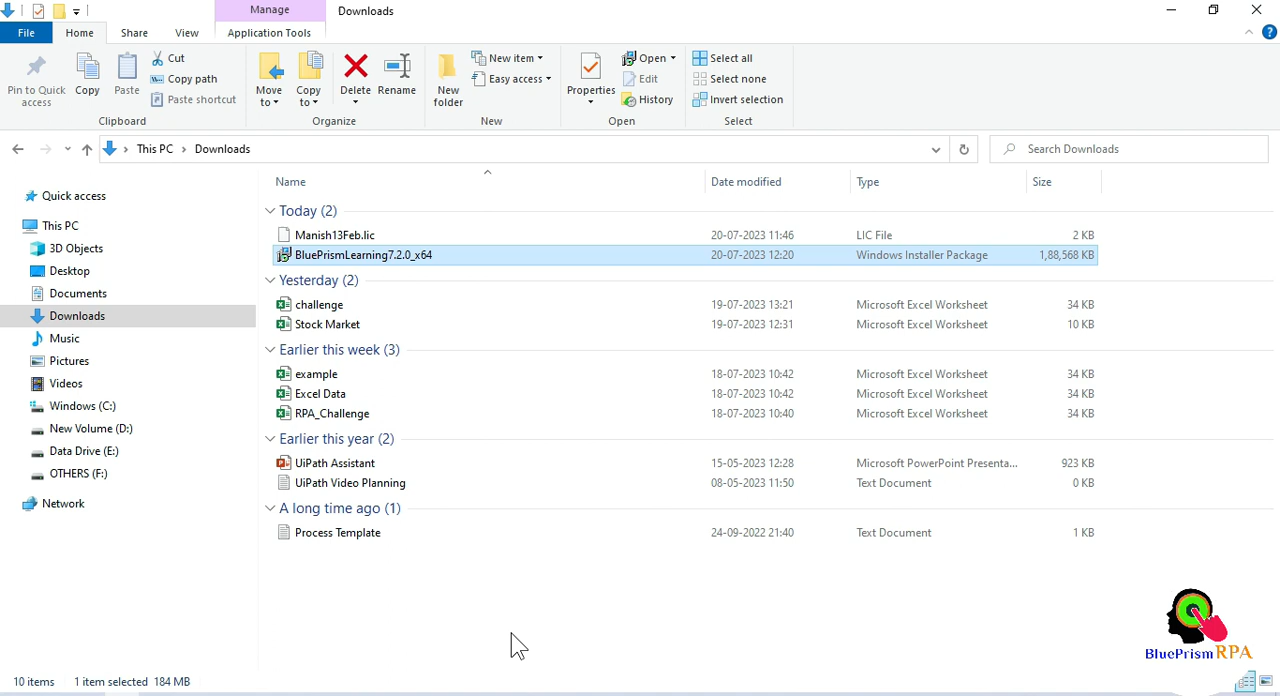 Manage
Downloads
File
Home
Share
View
Application Tools
Pin to Quick access
Copy
Paste
Cut
Copy path
Paste shortcut
Clipboard
Move to
Copy to
Delete
Rename
Organize
New folder
New item
Easy access
New
Properties
Open
Edit
History
Open
Select all
Select none
Invert selection
Select
This PC > Downloads
Search Downloads
Quick access
This PC
3D Objects
Desktop
Documents
Downloads
Music
Pictures
Videos
Windows (C:)
New Volume (D:)
Data Drive (E:)
OTHERS (F:)
Network
Name Date modified Type Size
Today (2)
Manish13Feb.lic 20-07-2023 11:46 LIC File 2 KB
BluePrismLearning7.2.0_x64 20-07-2023 12:20 Windows Installer Package 1,88,568 KB
Yesterday (2)
challenge 19-07-2023 13:21 Microsoft Excel Worksheet 34 KB
Stock Market 19-07-2023 12:31 Microsoft Excel Worksheet 10 KB
Earlier this week (3)
example 18-07-2023 10:42 Microsoft Excel Worksheet 34 KB
Excel Data 18-07-2023 10:42 Microsoft Excel Worksheet 34 KB
RPA_Challenge 18-07-2023 10:40 Microsoft Excel Worksheet 34 KB
Earlier this year (2)
UiPath Assistant 15-05-2023 12:28 Microsoft PowerPoint Presenta... 923 KB
UiPath Video Planning 08-05-2023 11:50 Text Document 0 KB
A long time ago (1)
Process Template 24-09-2022 21:40 Text Document 1 KB
BluePrism RPA
10 items 1 item selected 184 MB